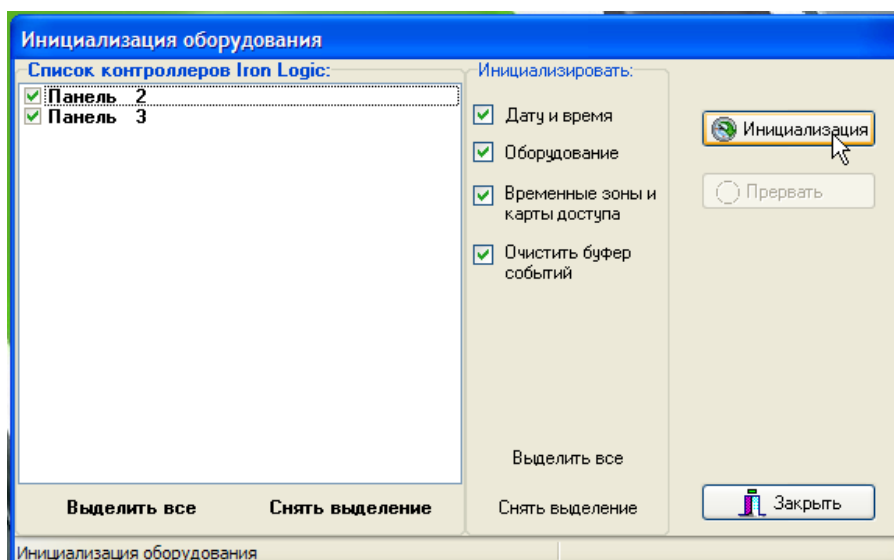 Инициализация оборудования
Список контроллеров Iron Logic:
Панель 2
Панель 3
Выделить все
Снять выделение
Инициализировать:
Дату и время
Оборудование
Временные зоны и
карты доступа
Очистить буфер
событий
Выделить все
Снять выделение
Инициализация
Прервать
Закрыть
Инициализация оборудования